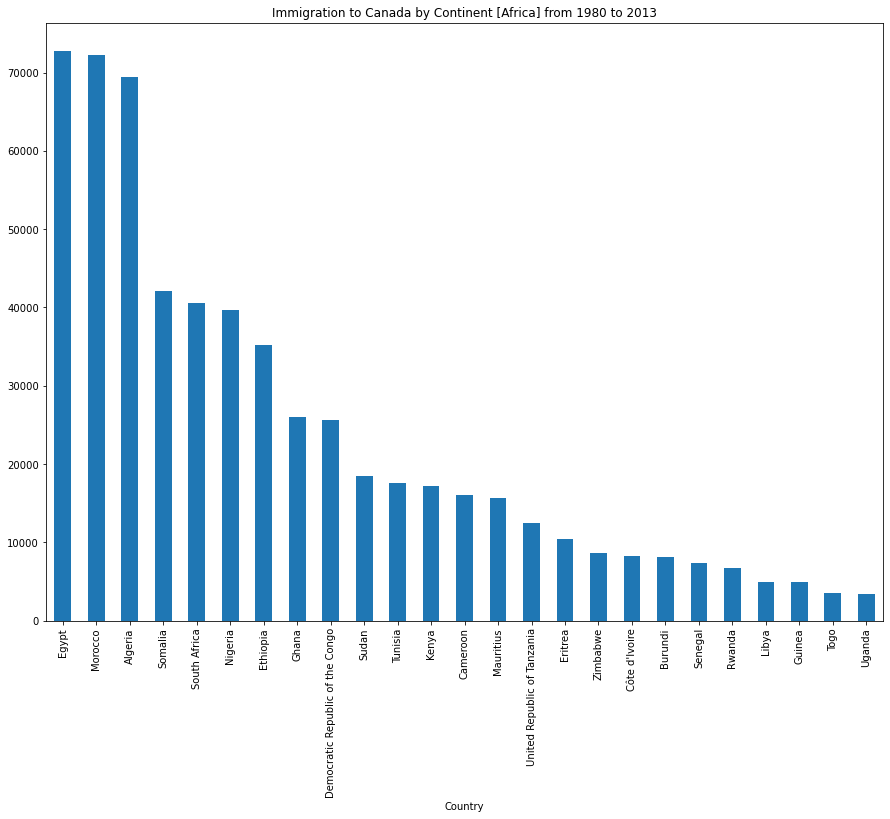 Immigration to Canada by Continent [Africa] from 1980 to 2013
70000
60000
50000
40000
30000
20000
10000
0
Egypt
Morocco
Algeria
Somalia
South Africa
Nigeria
Ethiopia
Ghana
Democratic Republic of the Congo
Sudan
Tunisia
Kenya
Cameroon
Mauritius
United Republic of Tanzania
Eritrea
Zimbabwe
Côte d'Ivoire
Burundi
Senegal
Rwanda
Libya
Guinea
Togo
Uganda
Country